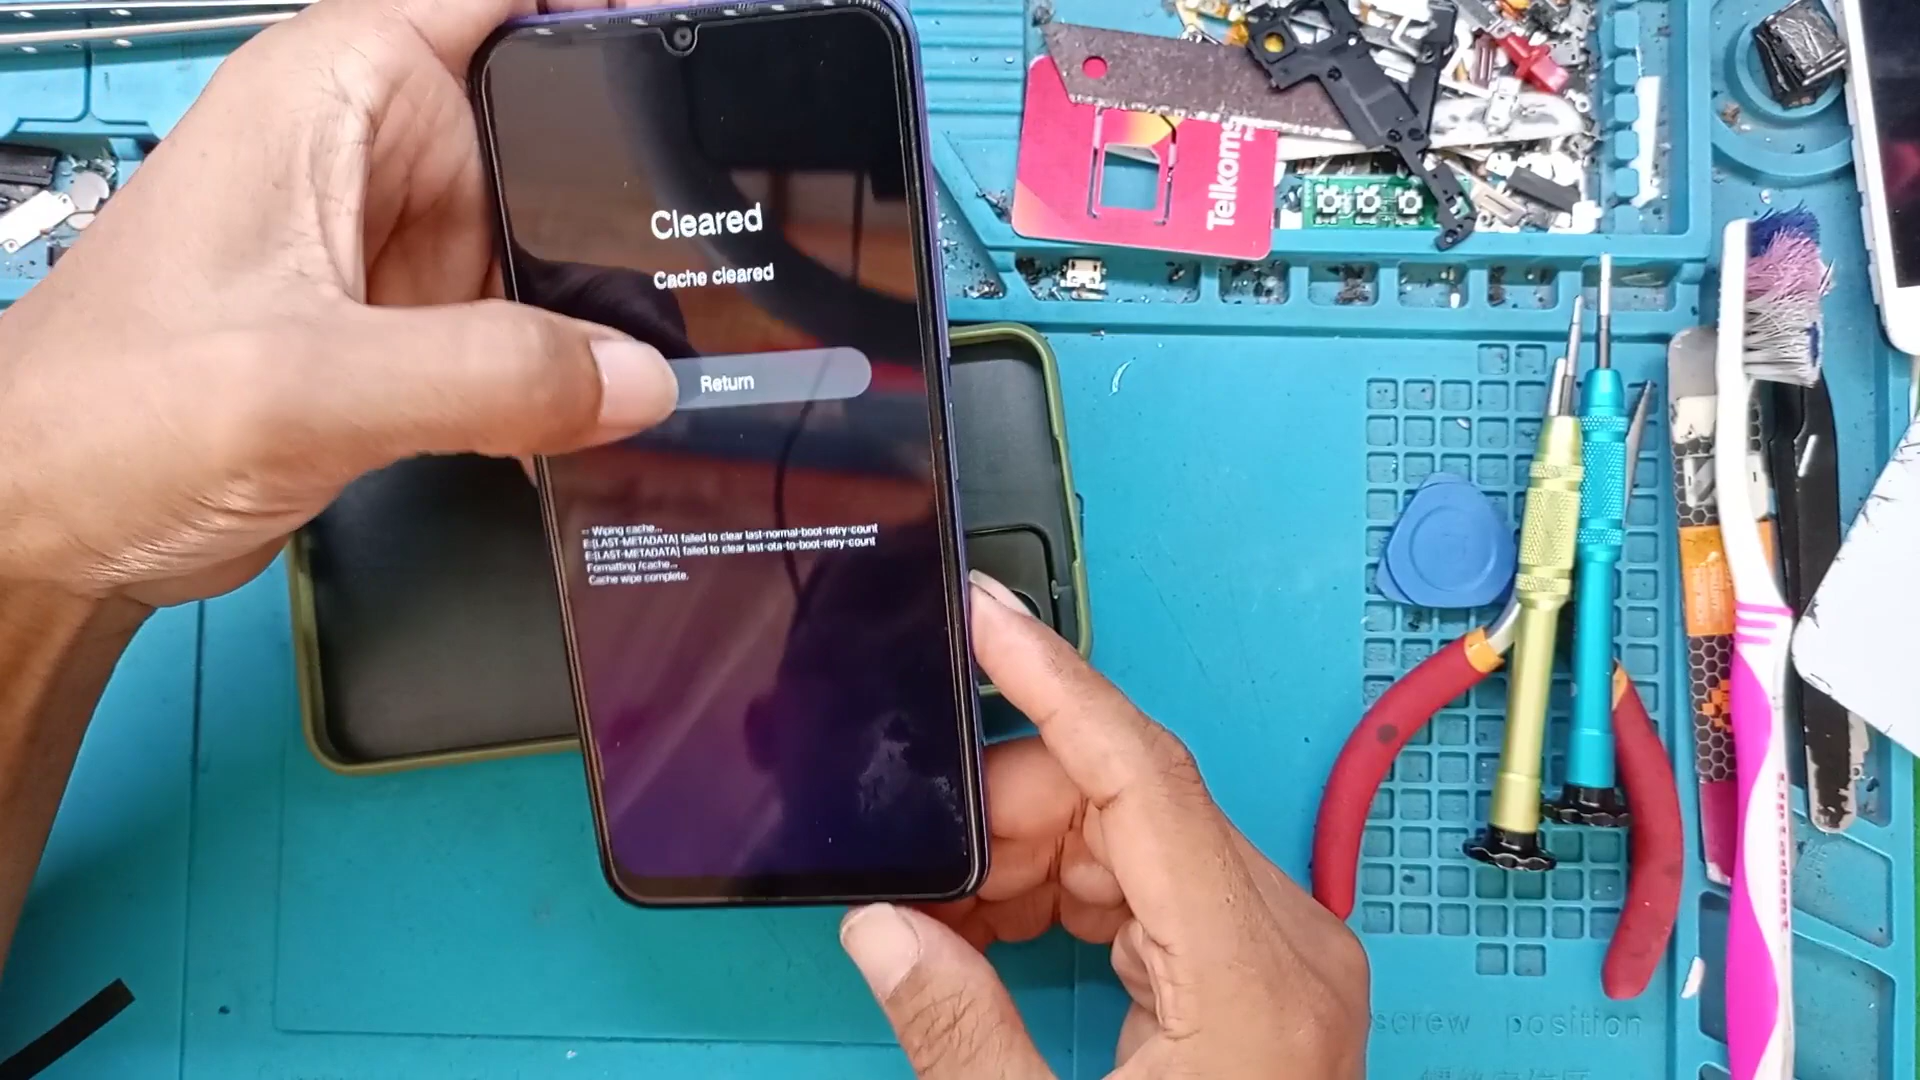 Cleared
Cache cleared
Return
-- Wiping cache...
E:[LAST-METADATA] failed to clear last-normal-boot-retry-count
E:[LAST-METADATA] failed to clear last-ota-to-boot-retry-count
Formatting /cache...
Cache wipe complete.
Telkoms
screw position